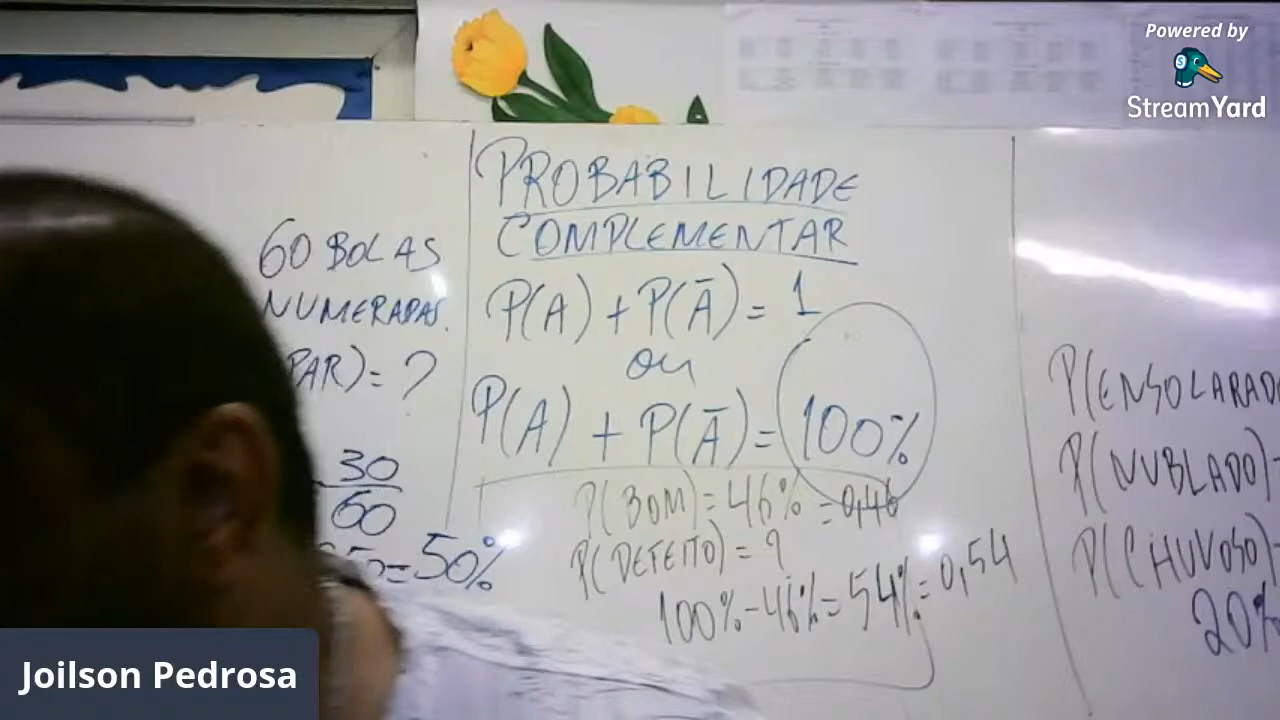 Powered by
StreamYard
60 BOLAS
NUMERADAS.
PAR) = ?
30
60
= 50%
PROBABILIDADE
COMPLEMENTAR
P(A) + P(Ā) = 1
ou
P(A) + P(Ā) = 100%
P(BOM) = 46% = 0,46
P(DEFEITO) = ?
100% - 46% = 54% = 0,54
P(ENSOLARADO
P(NUBLADO) -
P(CHUVOSO) -
20%
Joilson Pedrosa